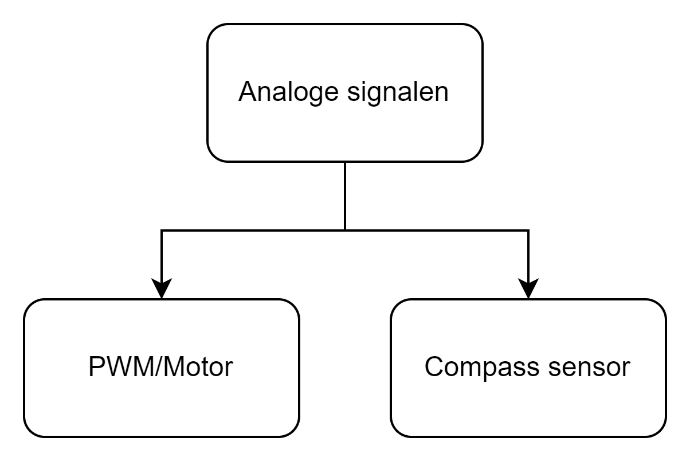 Analoge signalen
PWM/Motor
Compass sensor